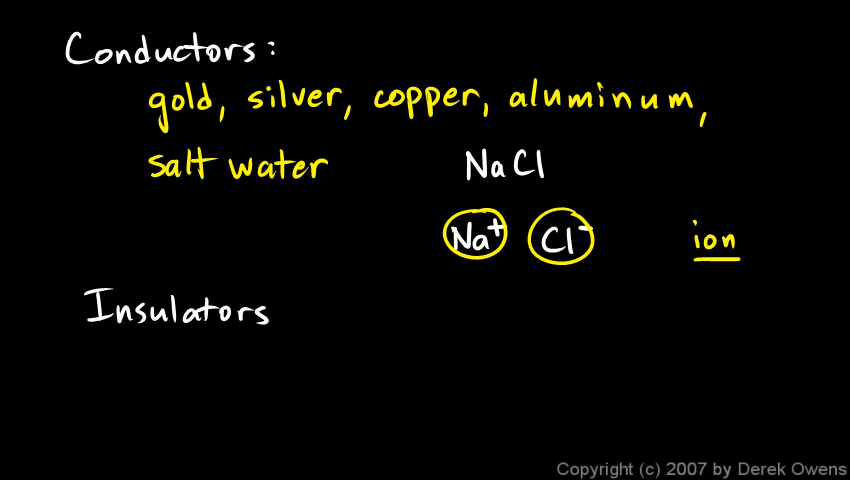 Conductors:
gold, silver, copper, aluminum,
salt water NaCl
Na⁺ Cl⁻ ion
Insulators
Copyright (c) 2007 by Derek Owens